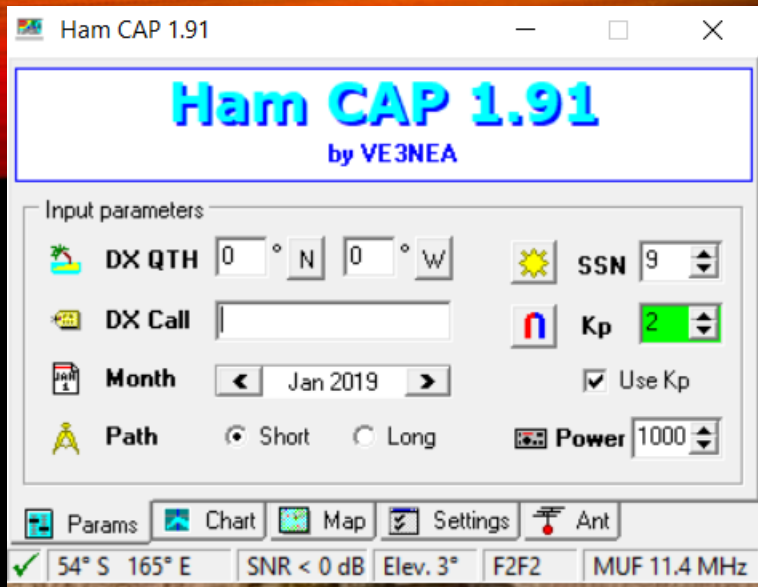 Ham CAP 1.91
Ham CAP 1.91
by VE3NEA
Input parameters
DX QTH 0 ° N 0 ° W SSN 9
DX Call Kp 2
JAN 1 Month < Jan 2019 > Use Kp
Path Short Long Power 1000
Params Chart Map Settings Ant
54° S 165° E SNR < 0 dB Elev. 3° F2F2 MUF 11.4 MHz